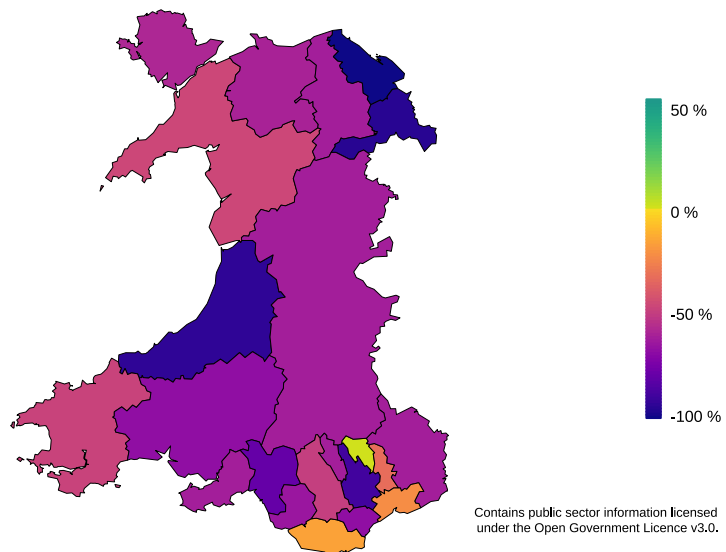 50 %
0 %
-50 %
-100 %
Contains public sector information licensed
under the Open Government Licence v3.0.